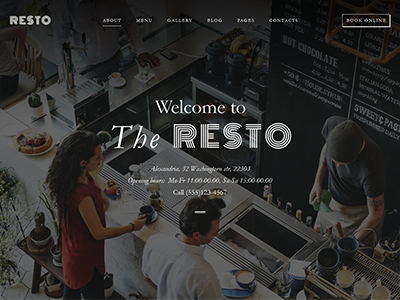 RESTO
ABOUT MENU GALLERY BLOG PAGES CONTACTS
BOOK ONLINE
HOT CHOCOLATE
SWEET'S
Welcome to
The RESTO
Alexandria, 32 Washington str, 22303
Opening hours: Mo-Fr 11:00-00:00, Sa-Su 15:00-00:00
Call (555)123-4567